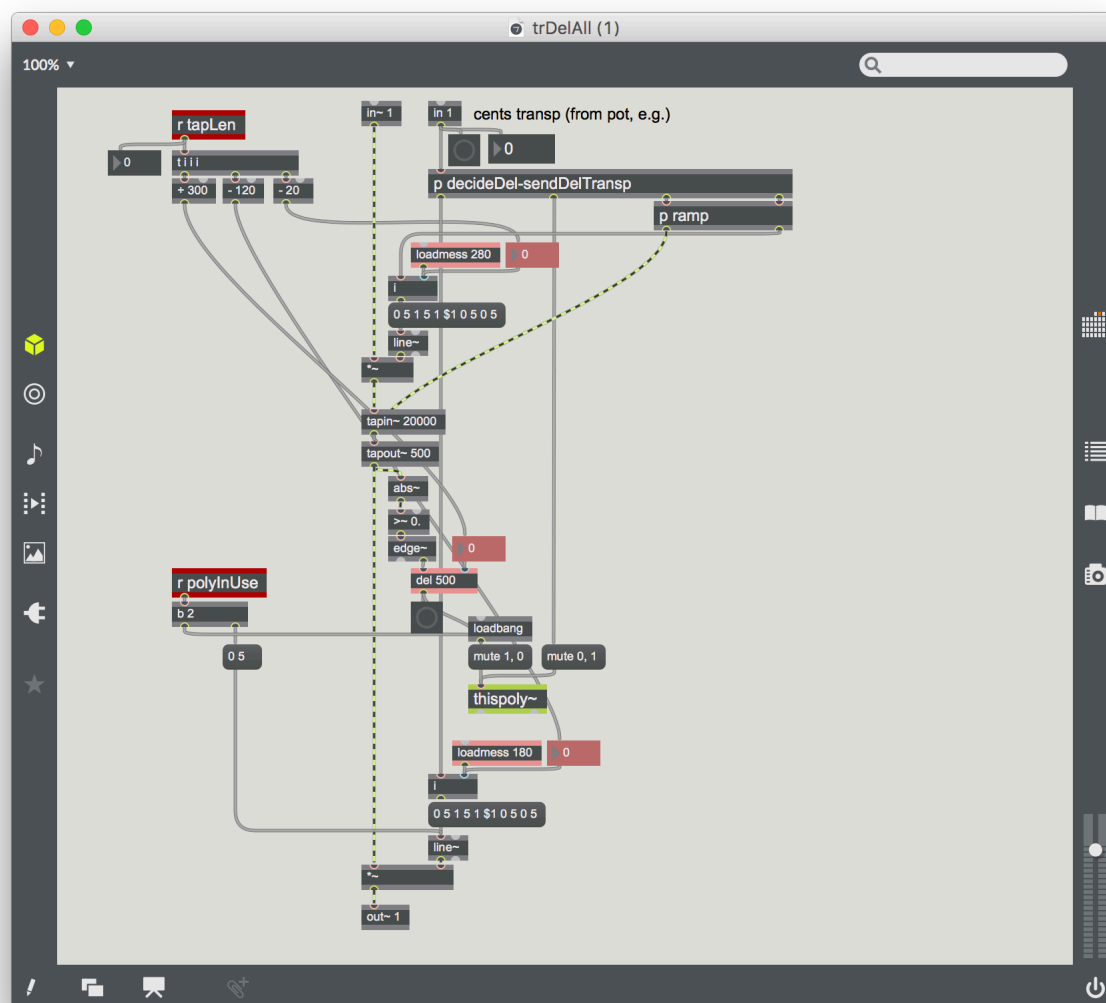 trDelAll (1)
100%
r tapLen
in~ 1
in 1
cents transp (from pot, e.g.)
0
0
t i i i
+ 300
- 120
- 20
p decideDel-sendDelTransp
p ramp
loadmess 280
0
i
0 5 1 5 1 $1 0 5 0 5
line~
*~
tapin~ 20000
tapout~ 500
abs~
>~ 0.
edge~
0
r polyInUse
del 500
b 2
loadbang
0 5
mute 1, 0
mute 0, 1
thispoly~
loadmess 180
0
i
0 5 1 5 1 $1 0 5 0 5
line~
*~
out~ 1